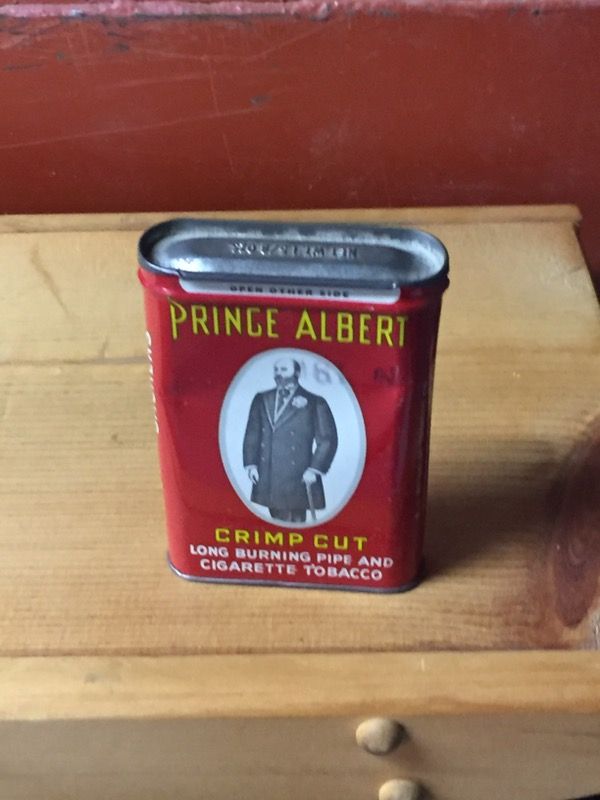 OPEN OTHER SIDE
PRINCE ALBERT
CRIMP CUT
LONG BURNING PIPE AND
CIGARETTE TOBACCO